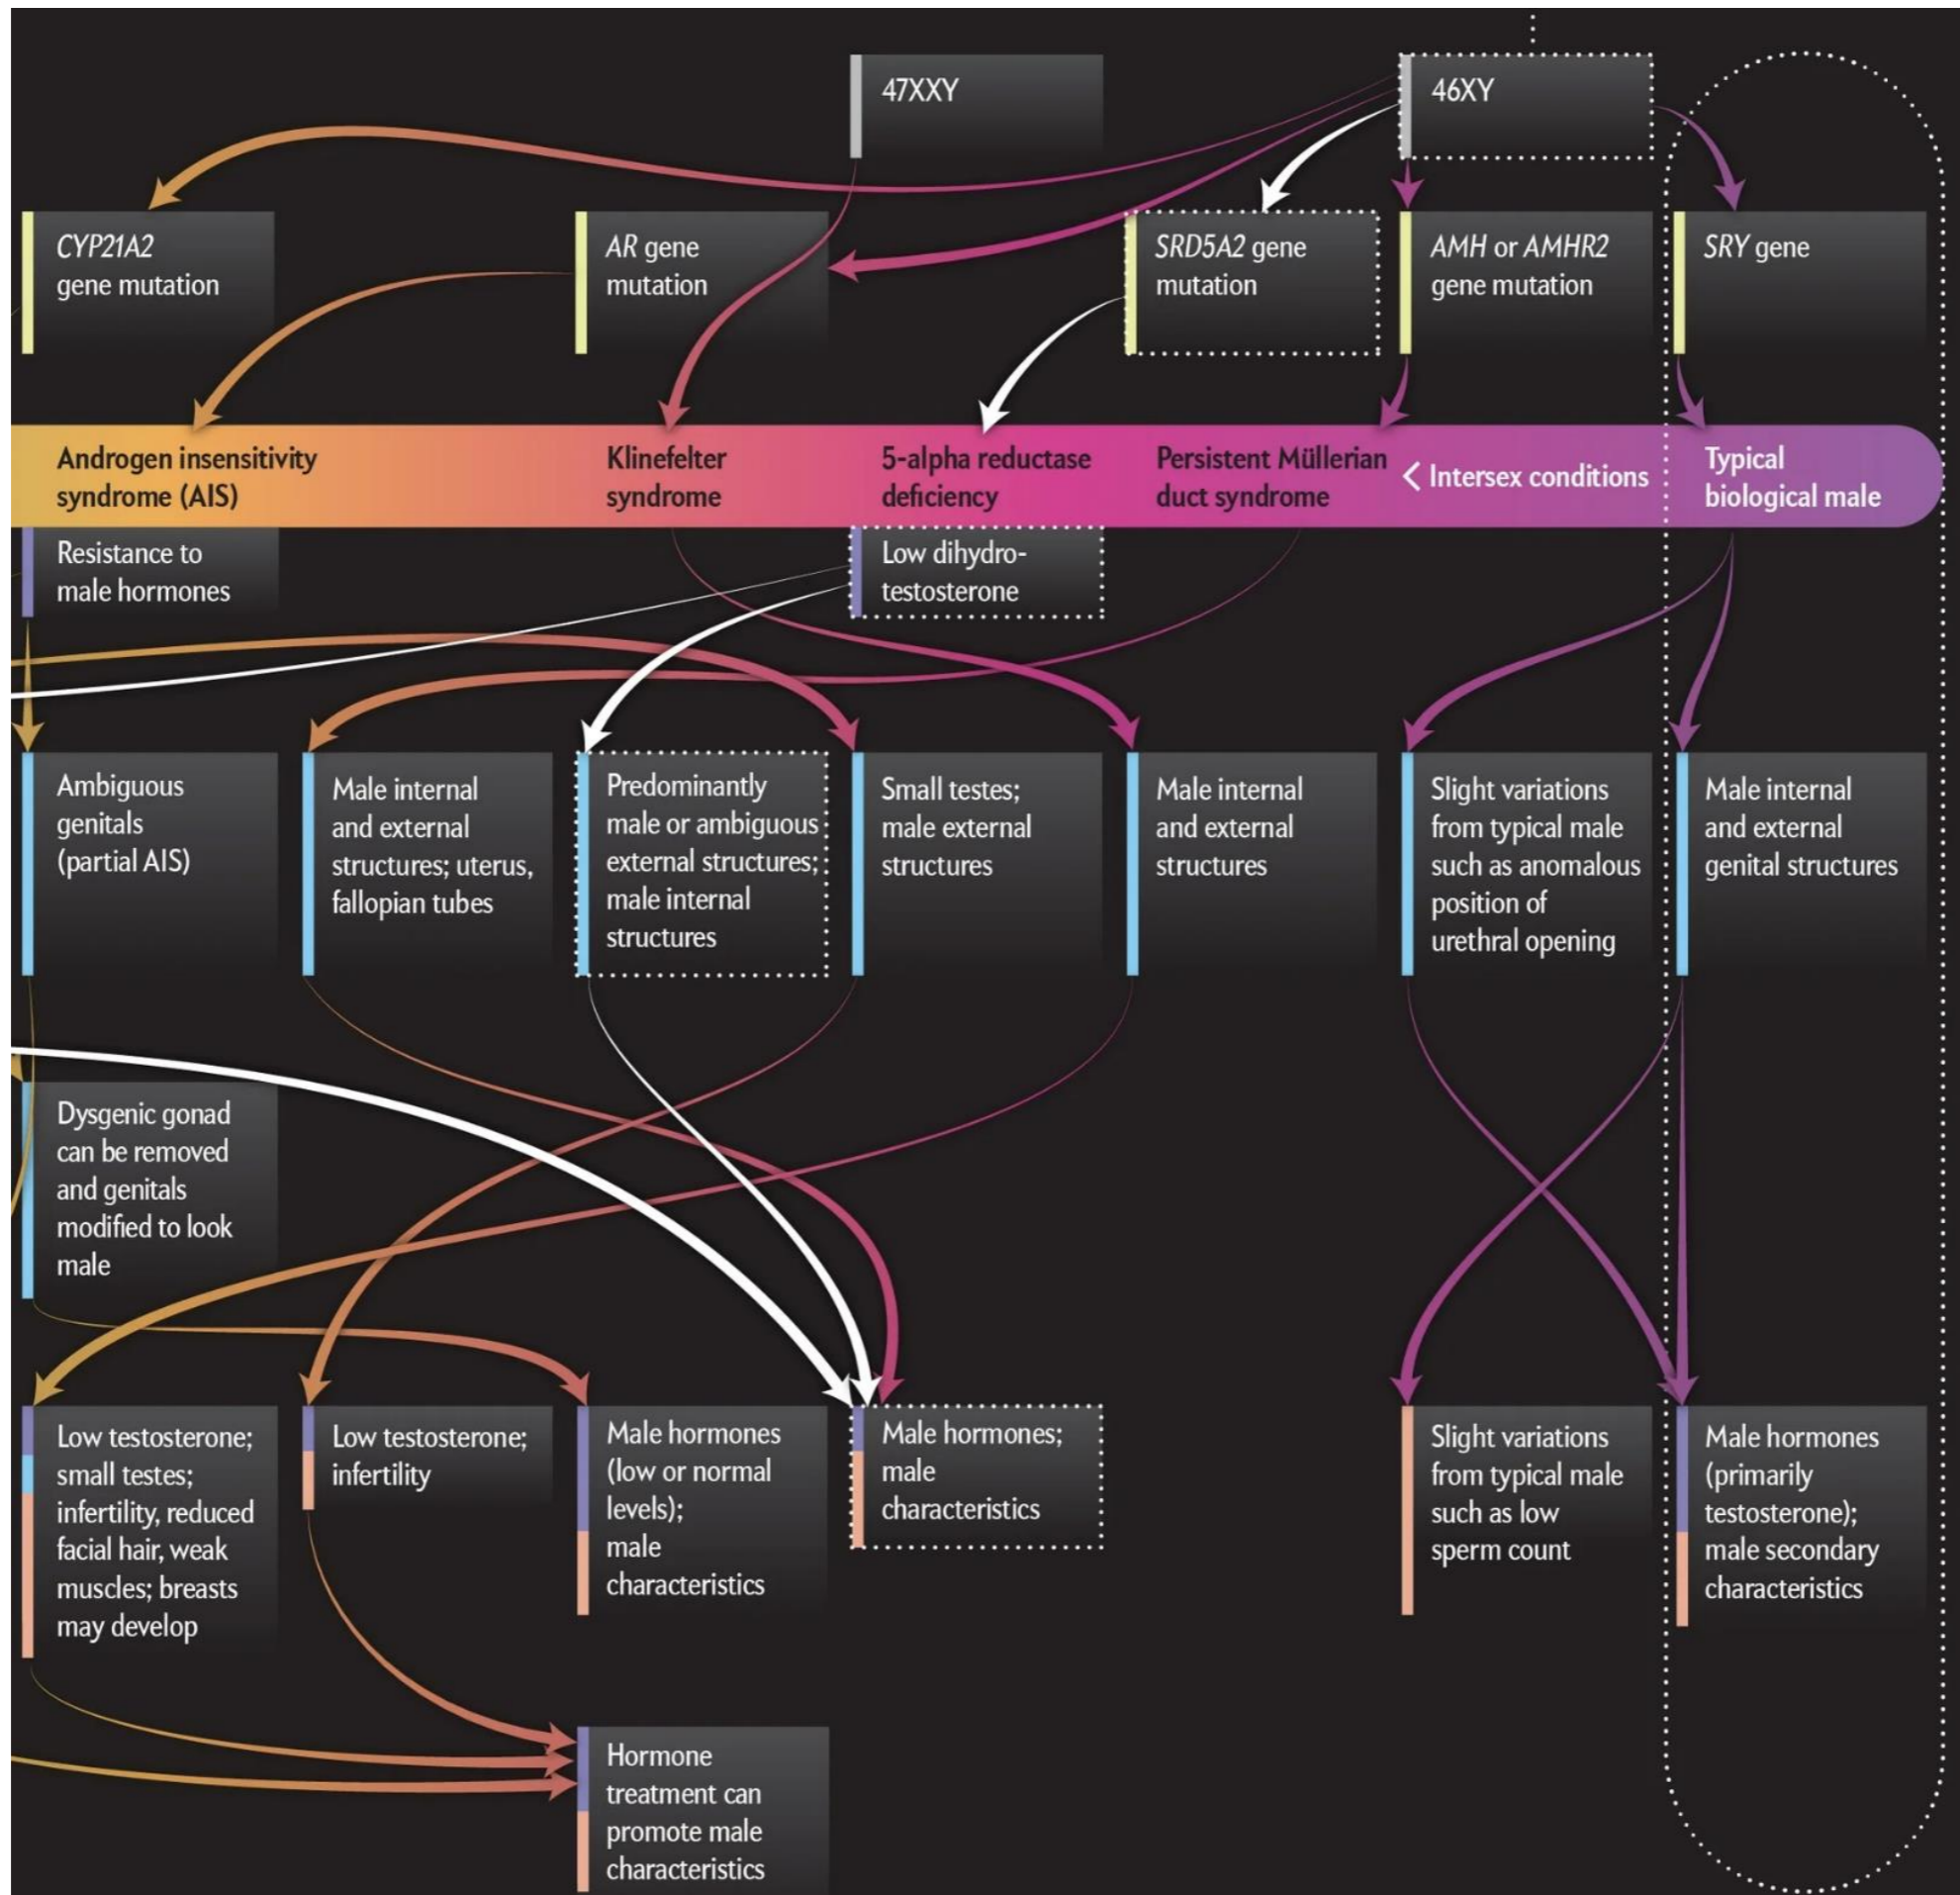 47XXY
46XY
CYP21A2
gene mutation
AR gene
mutation
SRD5A2 gene
mutation
AMH or AMHR2
gene mutation
SRY gene
Androgen insensitivity
syndrome (AIS)
Klinefelter
syndrome
5-alpha reductase
deficiency
Persistent Müllerian
duct syndrome
< Intersex conditions
Typical
biological male
Resistance to
male hormones
Low dihydro-
testosterone
Ambiguous
genitals
(partial AIS)
Male internal
and external
structures; uterus,
fallopian tubes
Predominantly
male or ambiguous
external structures;
male internal
structures
Small testes;
male external
structures
Male internal
and external
structures
Slight variations
from typical male
such as anomalous
position of
urethral opening
Male internal
and external
genital structures
Dysgenic gonad
can be removed
and genitals
modified to look
male
Low testosterone;
small testes;
infertility, reduced
facial hair, weak
muscles; breasts
may develop
Low testosterone;
infertility
Male hormones
(low or normal
levels);
male
characteristics
Male hormones;
male
characteristics
Slight variations
from typical male
such as low
sperm count
Male hormones
(primarily
testosterone);
male secondary
characteristics
Hormone
treatment can
promote male
characteristics